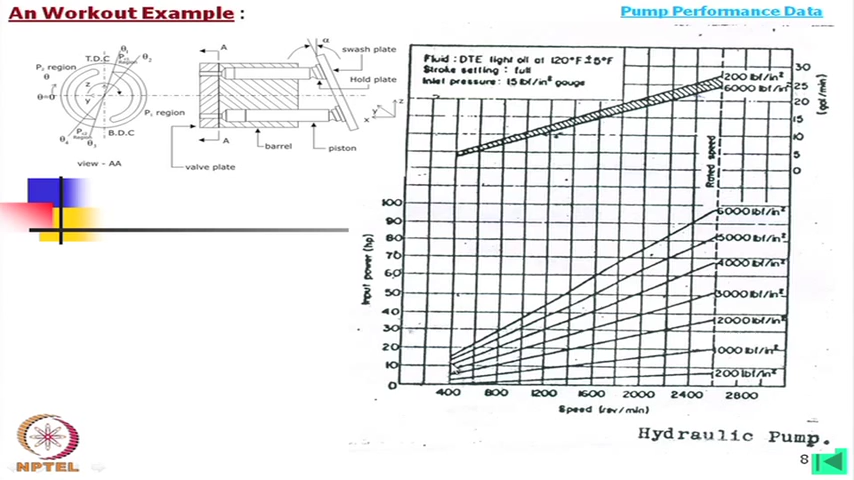 An Workout Example :
Pump Performance Data
A
α
swash plate
Hold plate
T.D.C
θ₁
θ₂
region
θ
θ=0
z
y
region
region
B.D.C
θ₄
θ₃
view - AA
A
valve plate
barrel
piston
y
z
x
Fluid : DTE light oil at 120°F ±5°F
Stroke setting : full
Inlet pressure : 15 lbf/in² gauge
200 lbf/in²
6000 lbf/in²
30
25
20
15
10
5
0
(gal/min)
Rated speed
100
90
80
70
60
50
40
30
20
10
0
Input power (hp)
6000 lbf/in²
5000 lbf/in²
4000 lbf/in²
3000 lbf/in²
2000 lbf/in²
1000 lbf/in²
200 lbf/in²
400 800 1200 1600 2000 2400 2800
Speed (rev/min)
Hydraulic Pump.
NPTEL
8